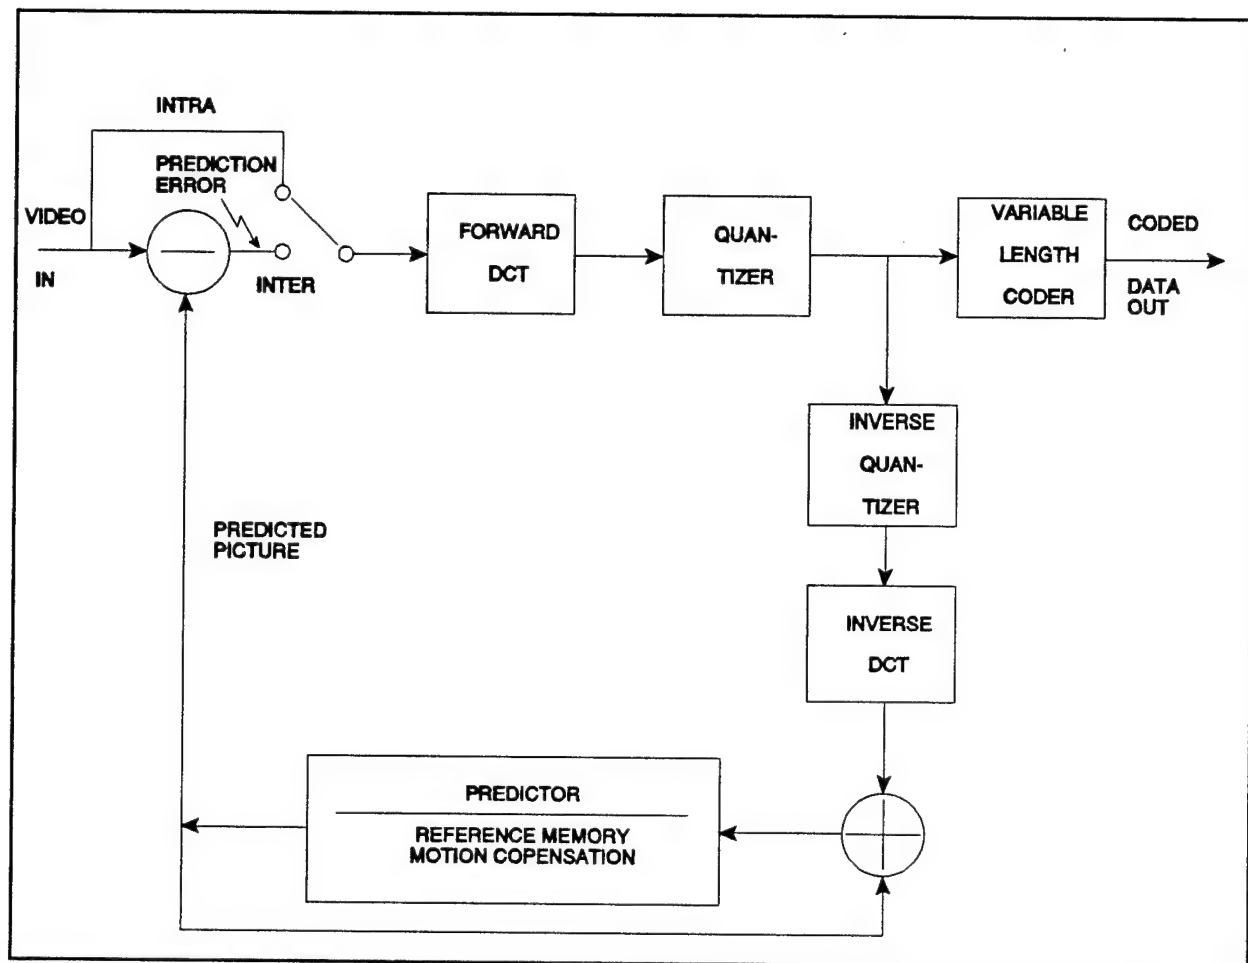 INTRA
PREDICTION
ERROR
VIDEO
IN
INTER
FORWARD
DCT
QUAN-
TIZER
VARIABLE
LENGTH
CODER
CODED
DATA
OUT
INVERSE
QUAN-
TIZER
PREDICTED
PICTURE
INVERSE
DCT
PREDICTOR
REFERENCE MEMORY
MOTION COPENSATION